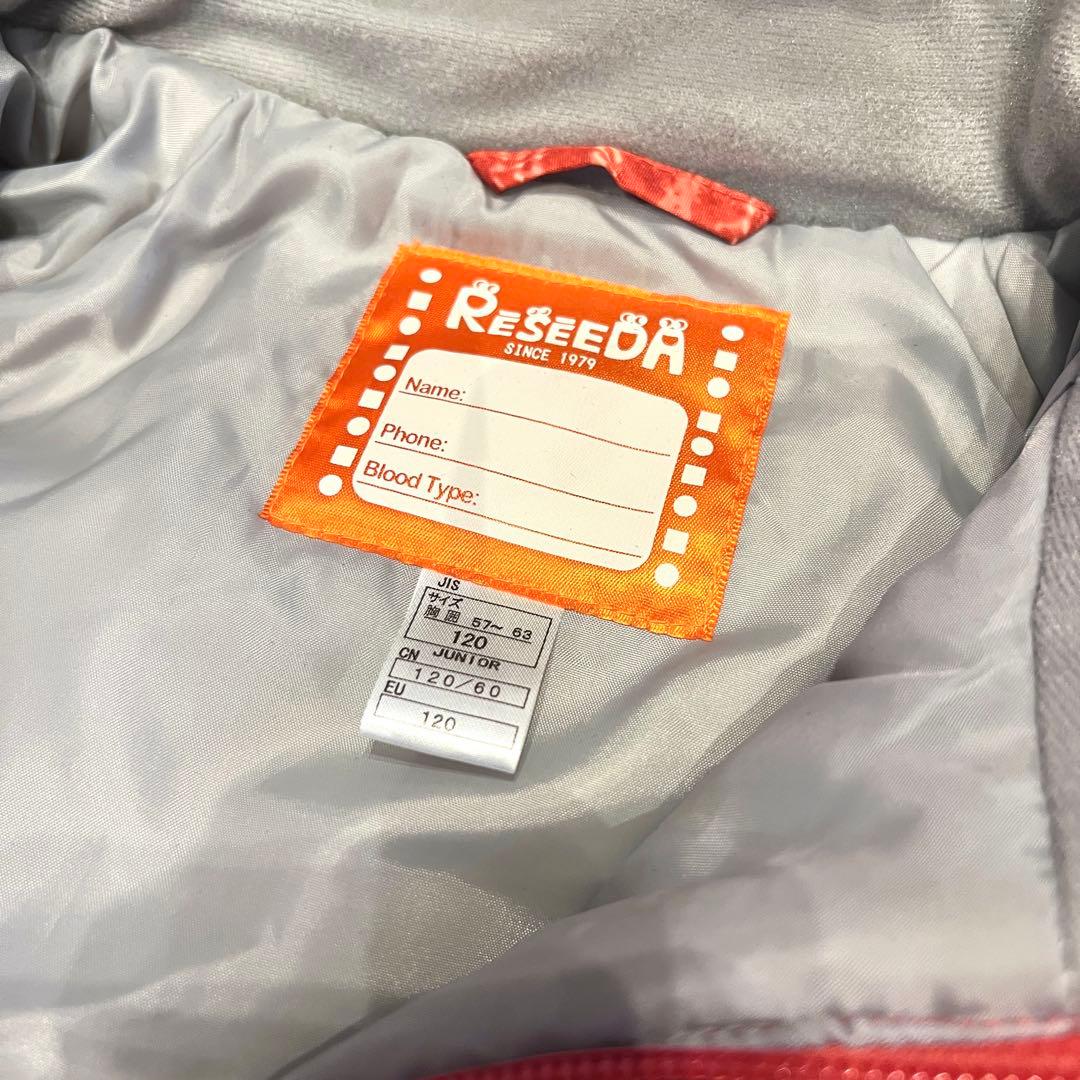 RESEEDA
SINCE 1979
Name:
Phone:
Blood Type:
JIS
サイズ
胸囲 57〜 63
120
CN JUNIOR
120/60
EU
120